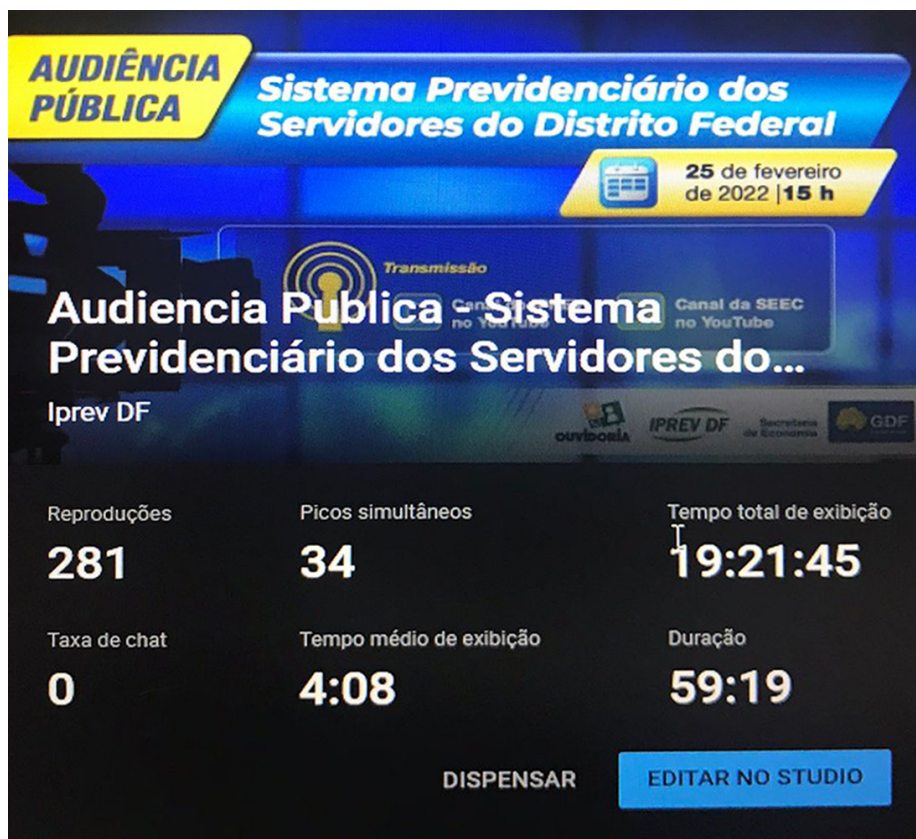 AUDIÊNCIA
PÚBLICA
Sistema Previdenciário dos
Servidores do Distrito Federal
25 de fevereiro
de 2022 | 15 h
Transmissão
Canal da SEEC
no YouTube
no YouTube
Audiencia Publica - Sistema
Previdenciário dos Servidores do...
Iprev DF
OUVIDORIA
IPREV DF
Secretaria
de Economia
GDF
Reproduções
281
Picos simultâneos
34
Tempo total de exibição
19:21:45
Taxa de chat
0
Tempo médio de exibição
4:08
Duração
59:19
DISPENSAR
EDITAR NO STUDIO